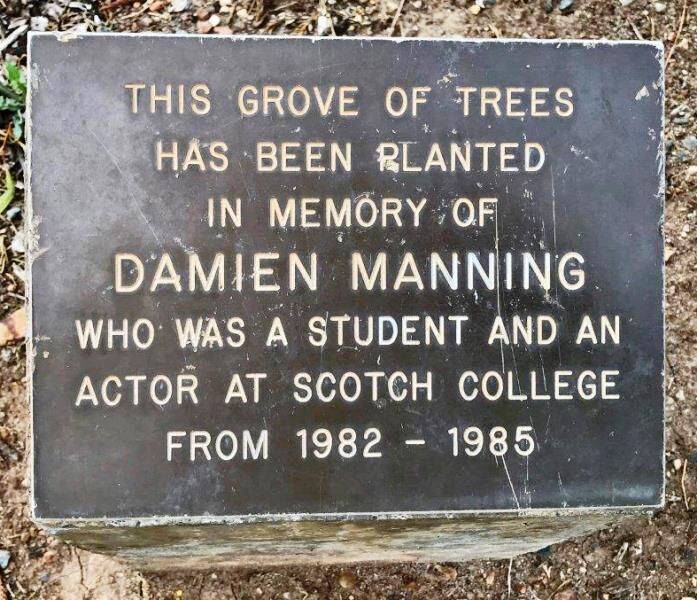 THIS GROVE OF TREES
HAS BEEN PLANTED
IN MEMORY OF
DAMIEN MANNING
WHO WAS A STUDENT AND AN
ACTOR AT SCOTCH COLLEGE
FROM 1982 – 1985